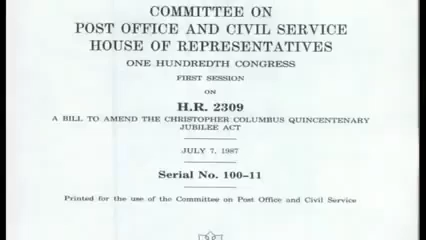 COMMITTEE ON
POST OFFICE AND CIVIL SERVICE
HOUSE OF REPRESENTATIVES
ONE HUNDREDTH CONGRESS
FIRST SESSION
ON
H.R. 2309
A BILL TO AMEND THE CHRISTOPHER COLUMBUS QUINCENTENARY
JUBILEE ACT
JULY 7, 1987
Serial No. 100–11
Printed for the use of the Committee on Post Office and Civil Service